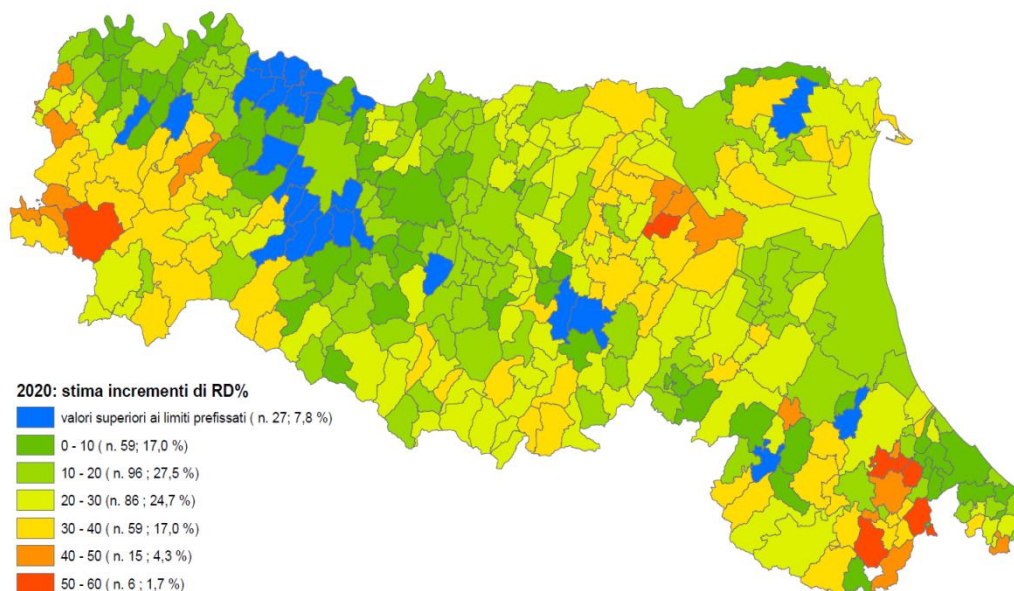 2020: stima incrementi di RD%
valori superiori ai limiti prefissati ( n. 27; 7,8 %)
0 - 10 ( n. 59; 17,0 %)
10 - 20 ( n. 96 ; 27,5 %)
20 - 30 ( n. 86 ; 24,7 %)
30 - 40 ( n. 59 ; 17,0 %)
40 - 50 ( n. 15 ; 4,3 %)
50 - 60 ( n. 6 ; 1,7 %)